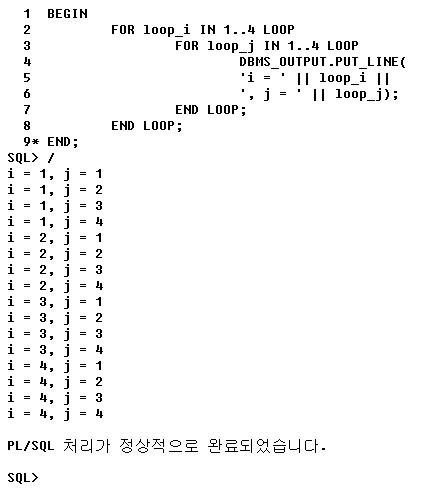 1 BEGIN
2 FOR loop_i IN 1..4 LOOP
3 FOR loop_j IN 1..4 LOOP
4 DBMS_OUTPUT.PUT_LINE(
5 'i = ' || loop_i ||
6 ', j = ' || loop_j);
7 END LOOP;
8 END LOOP;
9* END;
SQL> /
i = 1, j = 1
i = 1, j = 2
i = 1, j = 3
i = 1, j = 4
i = 2, j = 1
i = 2, j = 2
i = 2, j = 3
i = 2, j = 4
i = 3, j = 1
i = 3, j = 2
i = 3, j = 3
i = 3, j = 4
i = 4, j = 1
i = 4, j = 2
i = 4, j = 3
i = 4, j = 4
PL/SQL 처리가 정상적으로 완료되었습니다.
SQL>